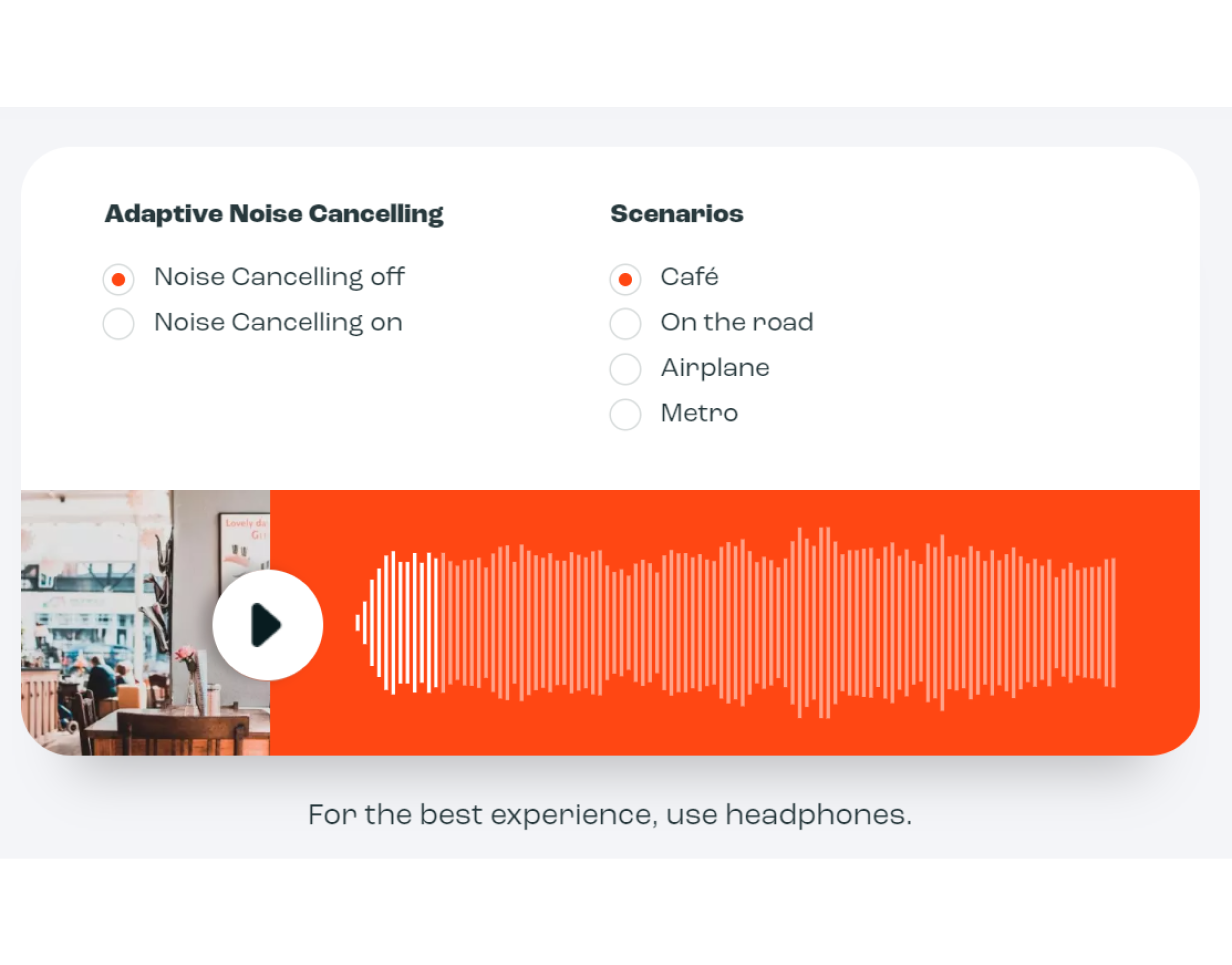 Adaptive Noise Cancelling
Noise Cancelling off
Noise Cancelling on
Scenarios
Café
On the road
Airplane
Metro
Lovely da
For the best experience, use headphones.